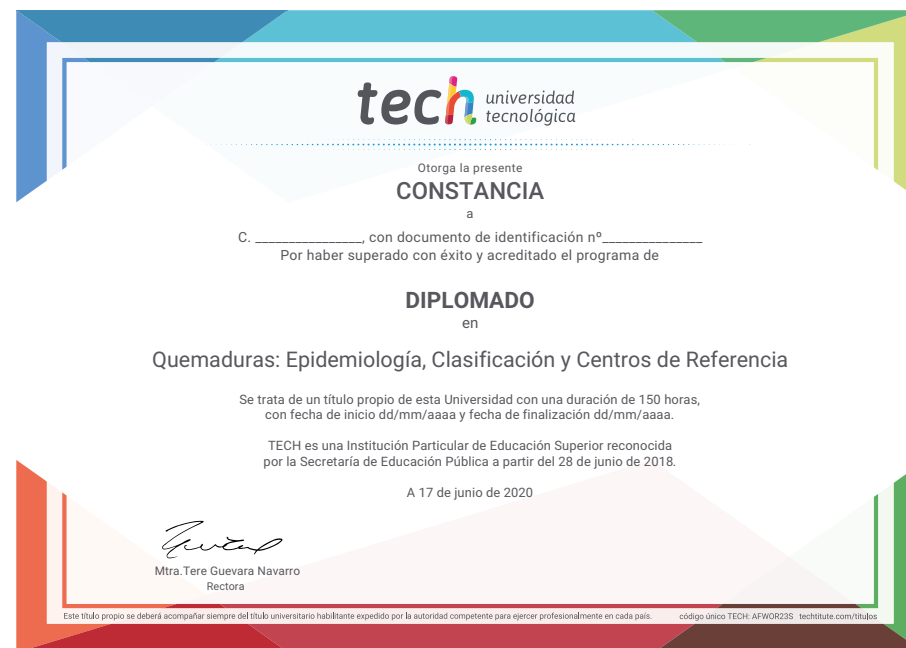 tech universidad
tecnológica
Otorga la presente
CONSTANCIA
a
C. ________________, con documento de identificación nº_______________
Por haber superado con éxito y acreditado el programa de
DIPLOMADO
en
Quemaduras: Epidemiología, Clasificación y Centros de Referencia
Se trata de un título propio de esta Universidad con una duración de 150 horas,
con fecha de inicio dd/mm/aaaa y fecha de finalización dd/mm/aaaa.
TECH es una Institución Particular de Educación Superior reconocida
por la Secretaría de Educación Pública a partir del 28 de junio de 2018.
A 17 de junio de 2020
Mtra.Tere Guevara Navarro
Rectora
Este título propio se deberá acompañar siempre del título universitario habilitante expedido por la autoridad competente para ejercer profesionalmente en cada país. código único TECH: AFWOR23S techtitute.com/titulos